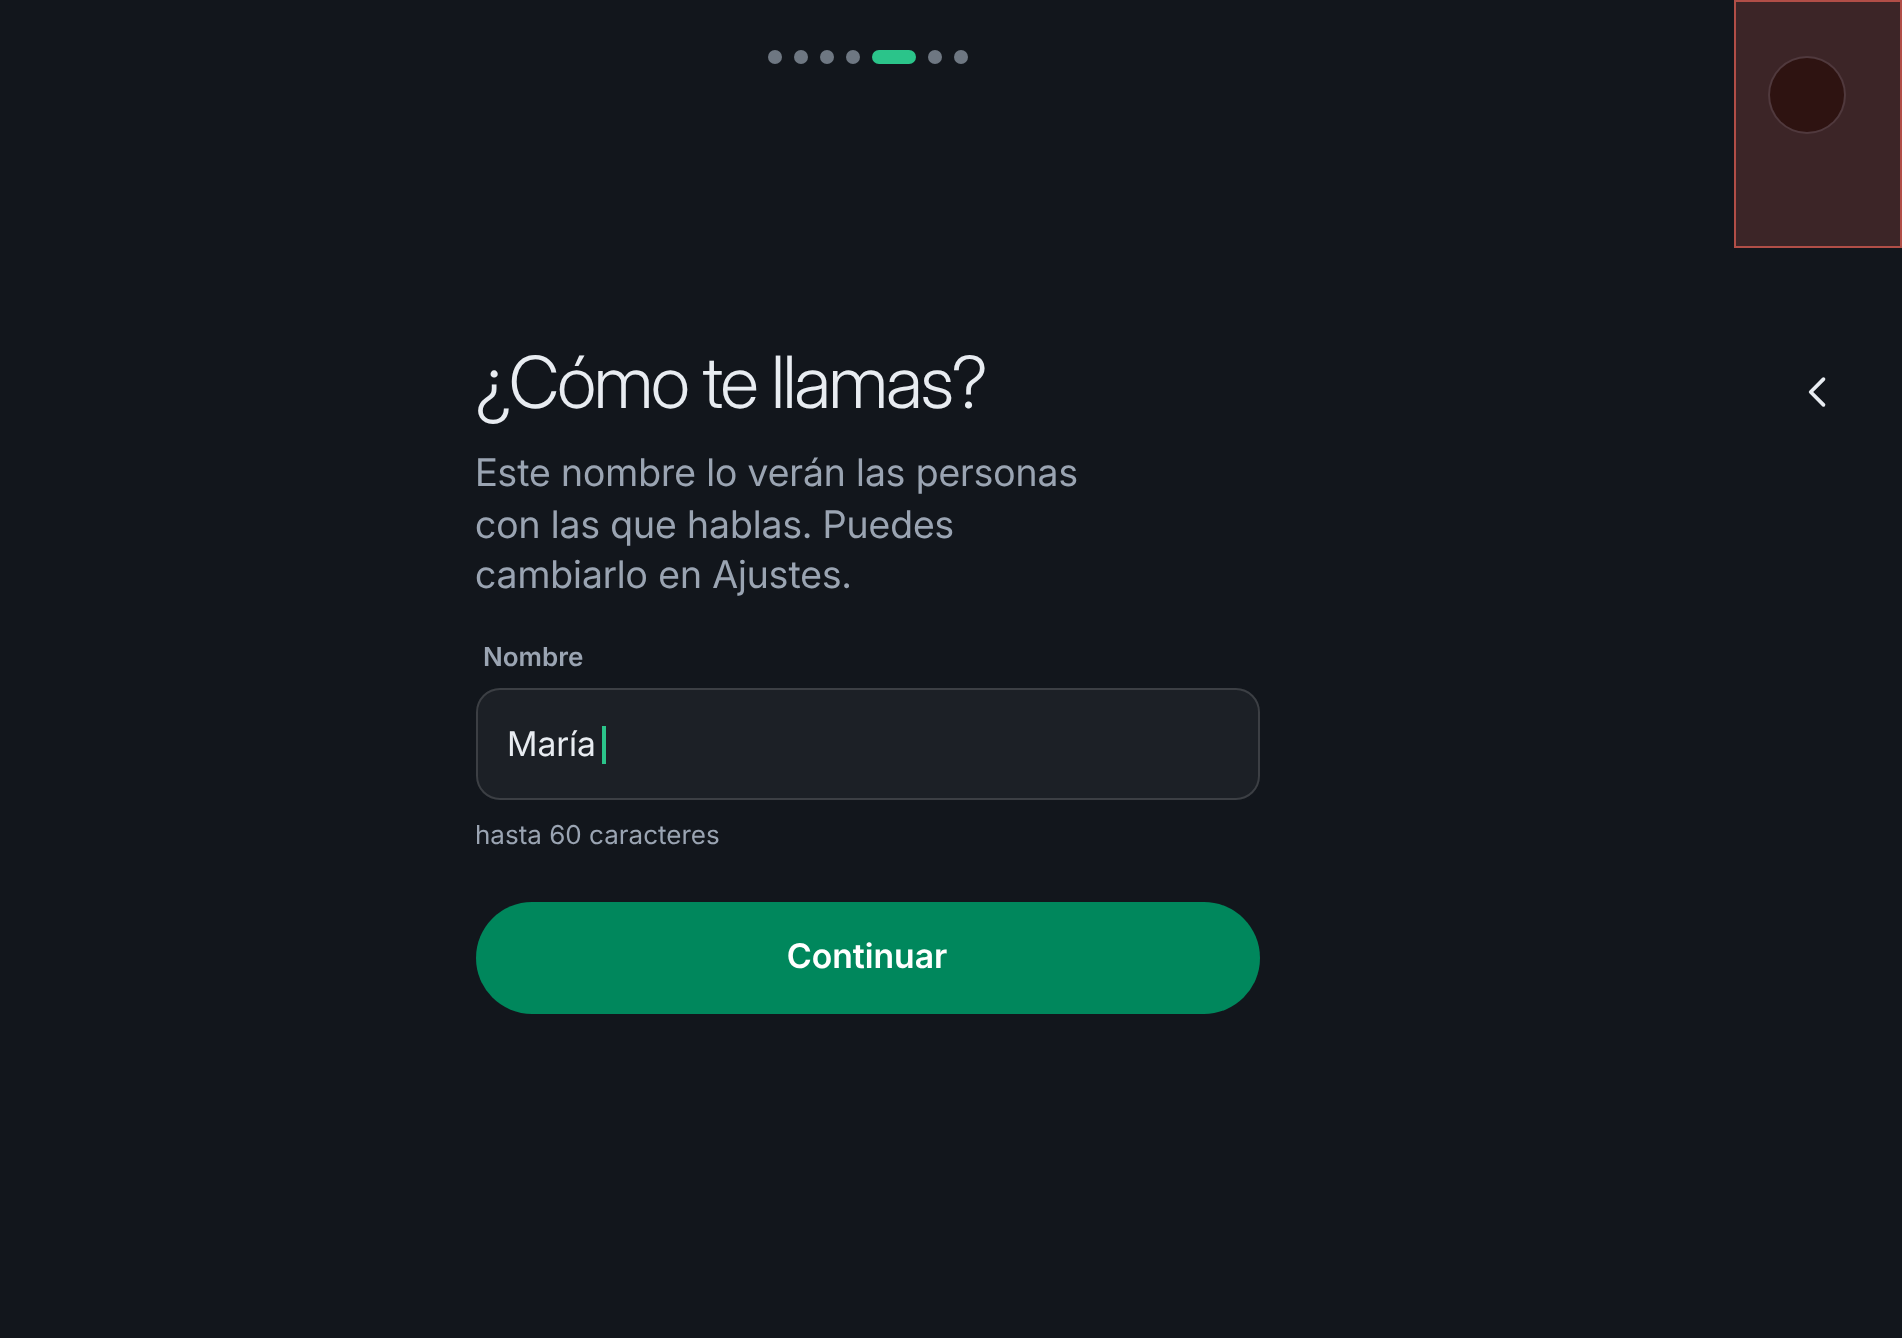 ¿Cómo te llamas?
Este nombre lo verán las personas
con las que hablas. Puedes
cambiarlo en Ajustes.
Nombre
María
hasta 60 caracteres
Continuar